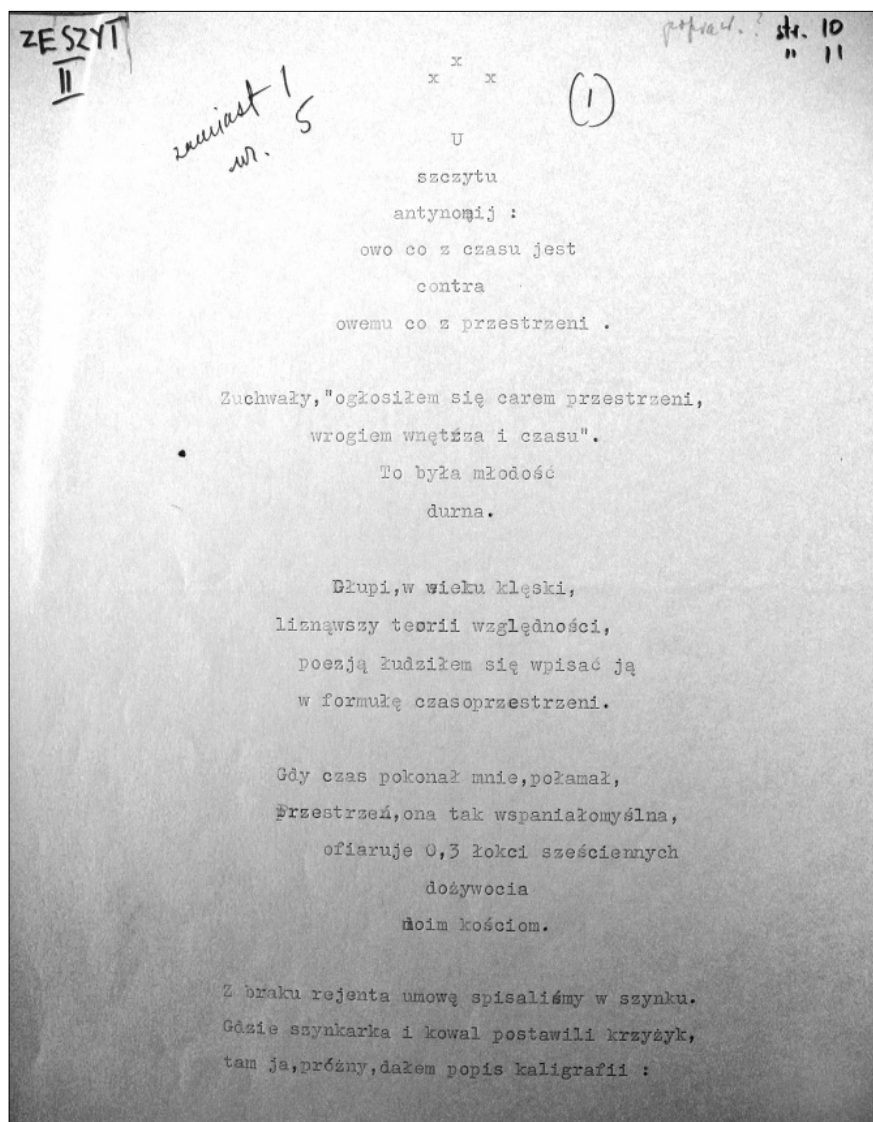 ZESZYT
II
popraw.? str. 10
" 11
zamiast 1
nr. 5
x
x x
(1)
U
szczytu
antynomij :
owo co z czasu jest
contra
owemu co z przestrzeni .
Zuchwały,"ogłosiłem się carem przestrzeni,
wrogiem wnętrza i czasu".
To była młodość
durna.
Głupi,w wieku klęski,
liznąwszy teorii względności,
poezją łudziłem się wpisać ją
w formułę czasoprzestrzeni.
Gdy czas pokonał mnie,połamał,
Przestrzeń,ona tak wspaniałomyślna,
ofiaruje 0,3 łokci sześciennych
dożywocia
moim kościom.
Z braku rejenta umowę spisaliśmy w szynku.
Gdzie szynkarka i kowal postawili krzyżyk,
tam ja,próżny,dałem popis kaligrafii :